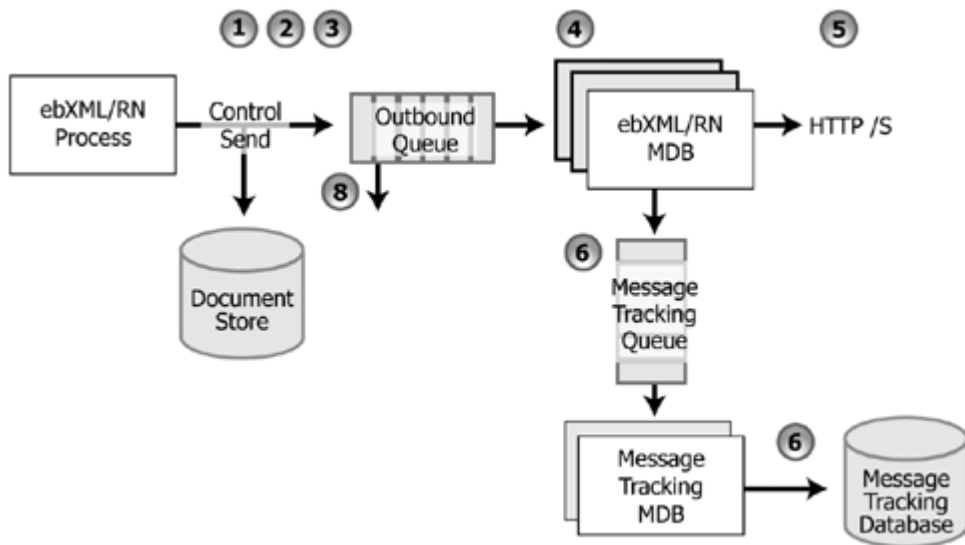 1 2 3 4 5
ebXML/RN
Process
Control
Send
Outbound
Queue
ebXML/RN
MDB
HTTP /S
8
Document
Store
6
Message
Tracking
Queue
Message
Tracking
MDB
6
Message
Tracking
Database